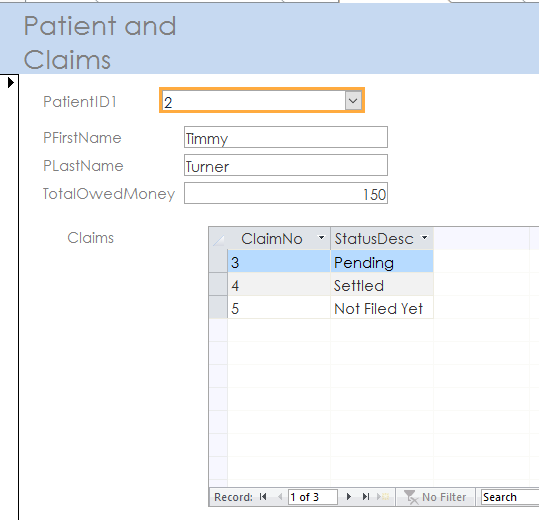 Patient and
Claims
PatientID1 2
PFirstName Timmy
PLastName Turner
TotalOwedMoney 150
Claims
ClaimNo StatusDesc
3 Pending
4 Settled
5 Not Filed Yet
Record: 1 of 3 No Filter Search